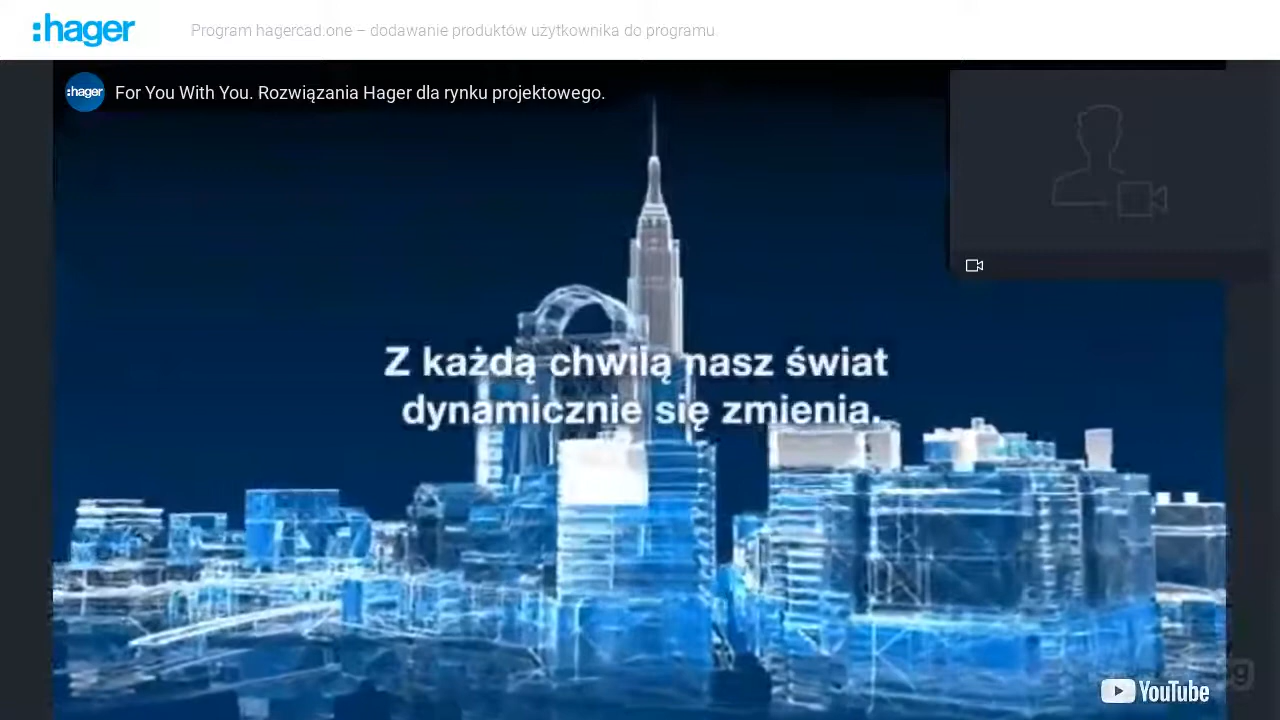 :hager
Program hagercad.one – dodawanie produktów użytkownika do programu
:hager
For You With You. Rozwiązania Hager dla rynku projektowego.
Z każdą chwilą nasz świat
dynamicznie się zmienia.
YouTube